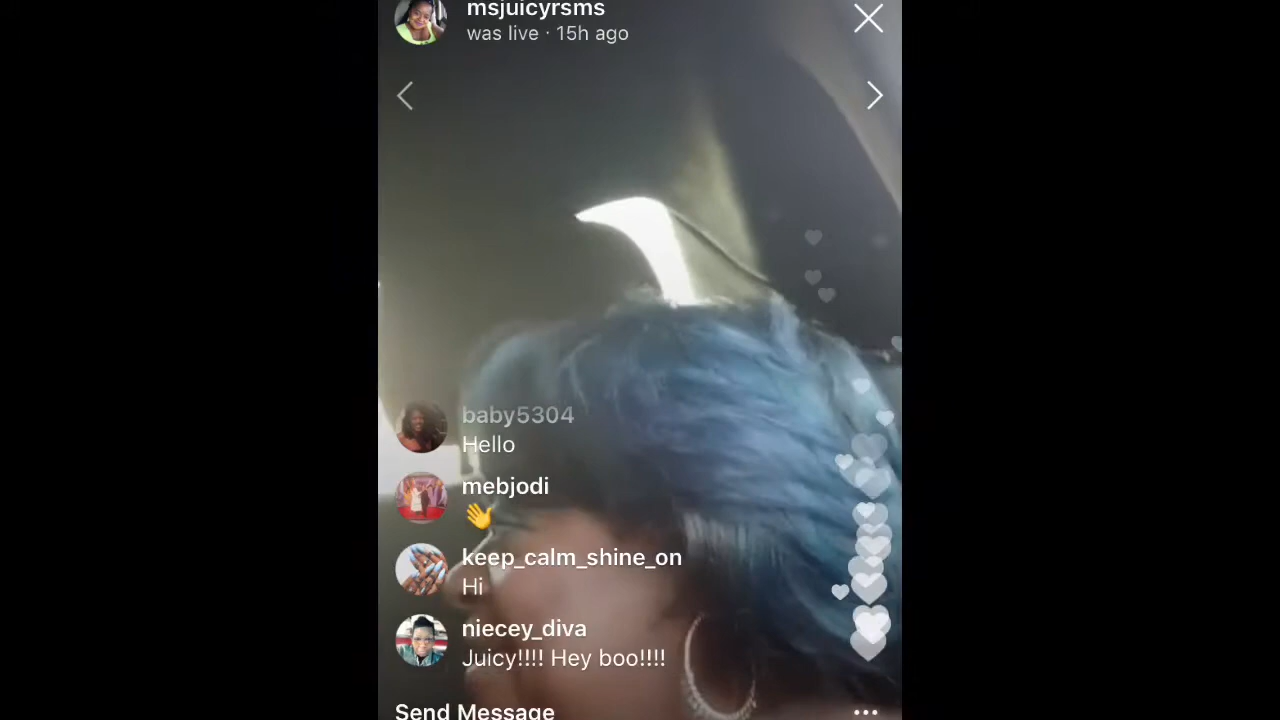 msjuicyrsms
was live · 15h ago
baby5304
Hello
mebjodi
👋
keep_calm_shine_on
Hi
niecey_diva
Juicy!!!! Hey boo!!!!
Send Message